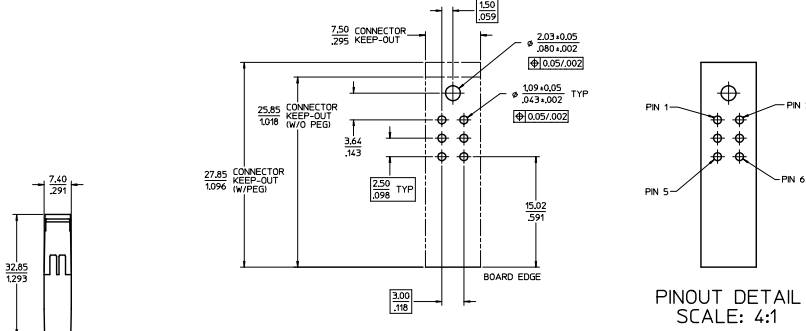 1.50
.059
7.50 CONNECTOR
.295 KEEP-OUT
ø 2.03±0.05
.080±.002
⌖ 0.05/.002
ø 1.09±0.05 TYP
.043±.002
⌖ 0.05/.002
25.85 CONNECTOR
1.018 KEEP-OUT
(W/O PEG)
3.64
.143
27.85 CONNECTOR
1.096 KEEP-OUT
(W/PEG)
2.50 TYP
.098
15.02
.591
BOARD EDGE
3.00
.118
7.40
.291
32.85
1.293
PIN 1
PIN
PIN 5
PIN 6
PINOUT DETAIL
SCALE: 4:1